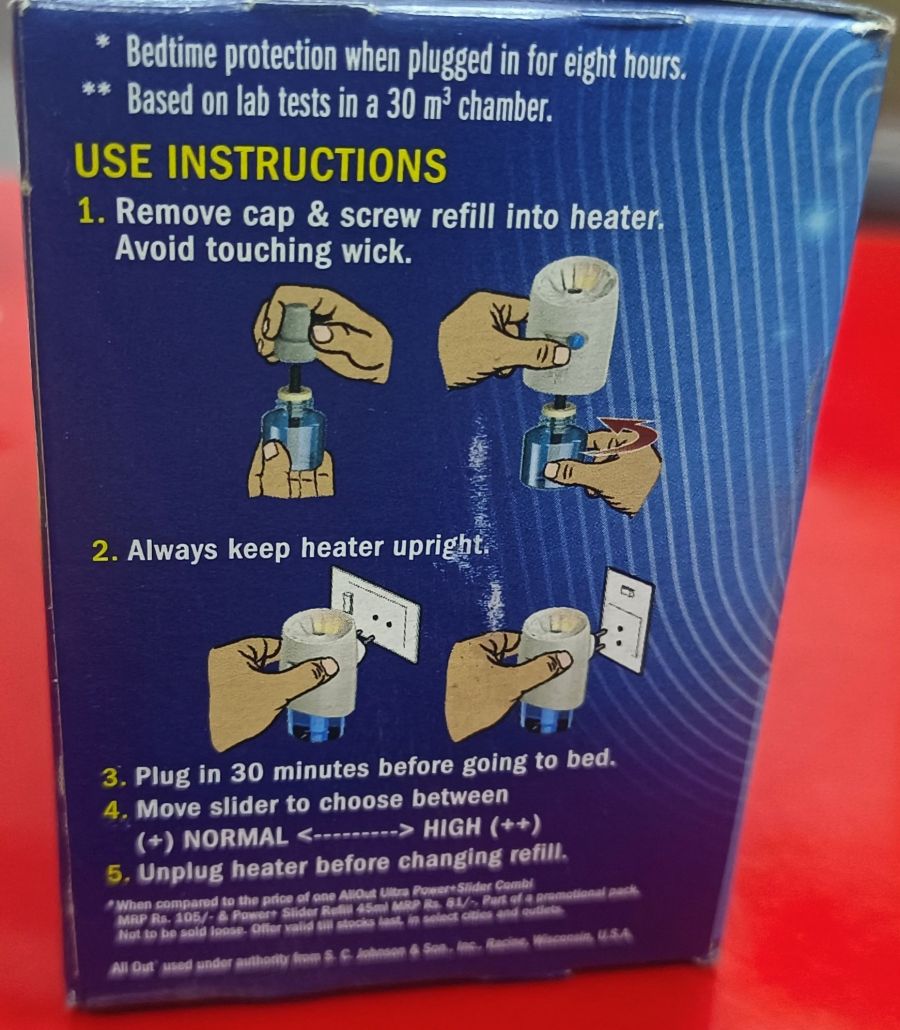 * Bedtime protection when plugged in for eight hours.
** Based on lab tests in a 30 m³ chamber.
USE INSTRUCTIONS
1. Remove cap & screw refill into heater.
Avoid touching wick.
2. Always keep heater upright.
3. Plug in 30 minutes before going to bed.
4. Move slider to choose between
(+) NORMAL <---------> HIGH (++)
5. Unplug heater before changing refill.
*When compared to the price of one AllOut Ultra Power+Slider Combi
MRP Rs. 105/- & Power+ Slider Refill 45ml MRP Rs. 61/-. Part of a promotional pack.
Not to be sold loose. Offer valid till stocks last, in select cities and outlets.
All Out* used under authority from S. C. Johnson & Son., Inc., Racine, Wisconsin, U.S.A.